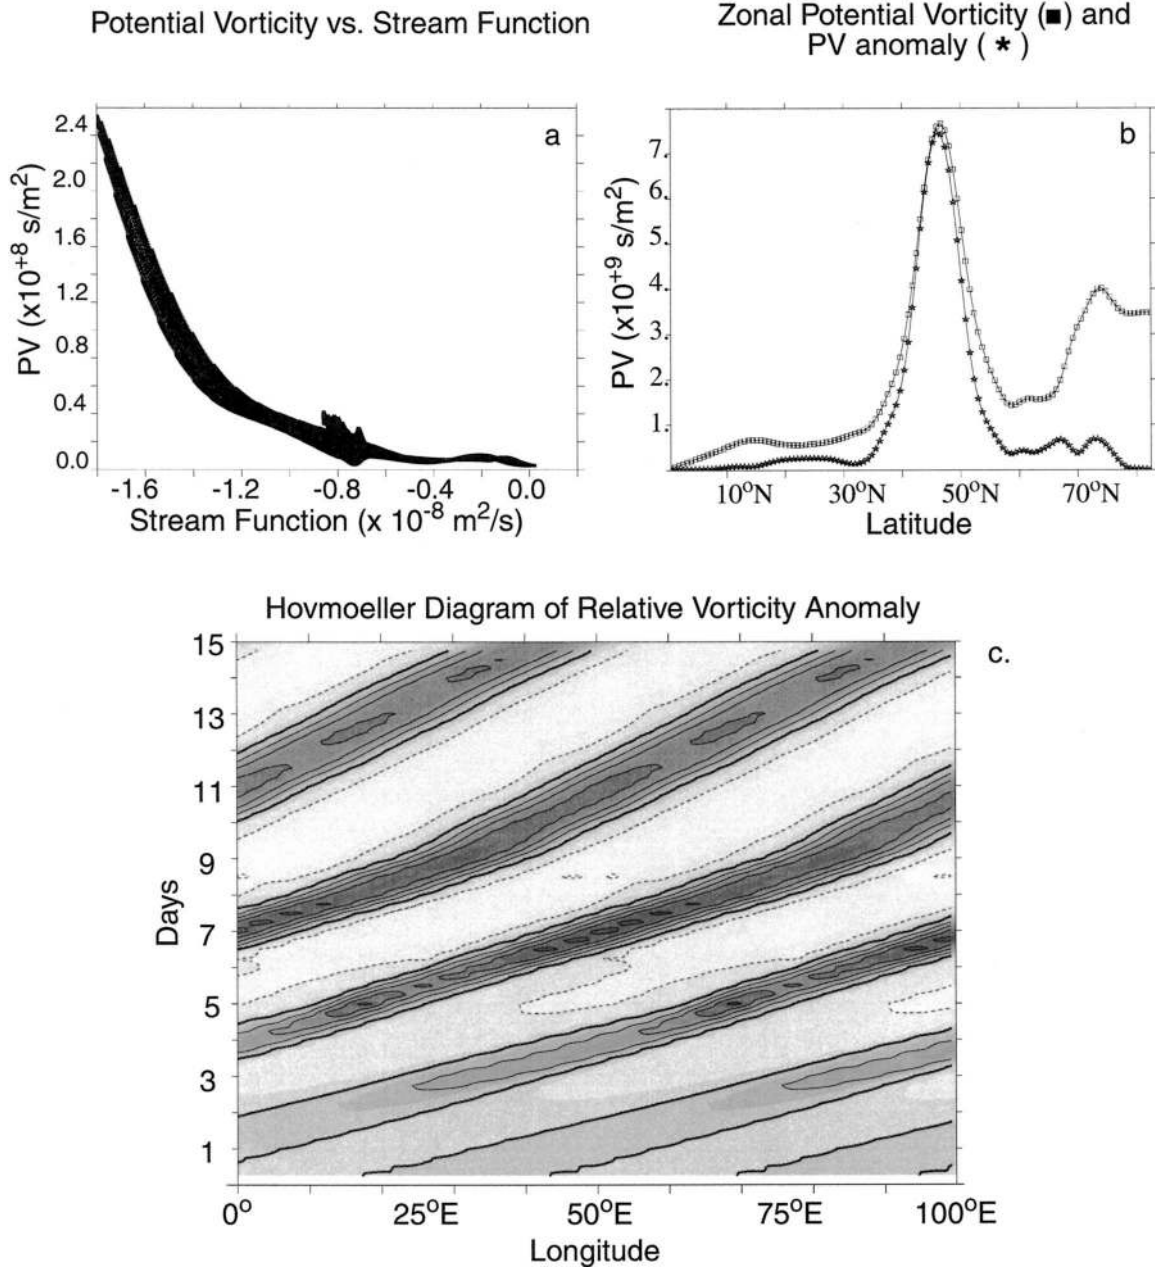 Potential Vorticity vs. Stream Function
Zonal Potential Vorticity (■) and
PV anomaly ( ★ )
a
PV (x10⁺⁸ s/m²)
2.4
2.0
1.6
1.2
0.8
0.4
0.0
-1.6 -1.2 -0.8 -0.4 0.0
Stream Function (x 10⁻⁸ m²/s)
b
PV (x10⁺⁹ s/m²)
7.
6.
5.
4.
3.
2.
1.
10°N 30°N 50°N 70°N
Latitude
Hovmoeller Diagram of Relative Vorticity Anomaly
c.
Days
15
13
11
9
7
5
3
1
0° 25°E 50°E 75°E 100°E
Longitude